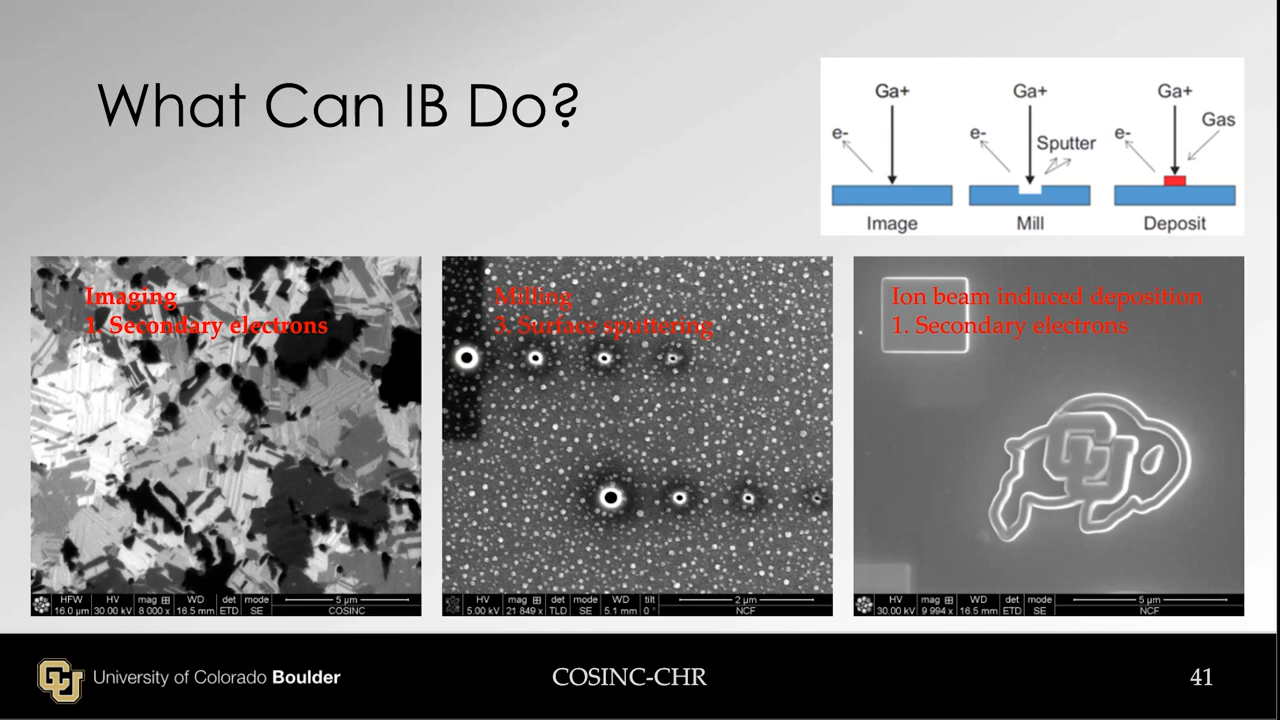 What Can IB Do?
Ga+ Ga+ Ga+
e- e- Sputter e- Gas
Image Mill Deposit
Imaging
1. Secondary electrons
Milling
3. Surface sputtering
Ion beam induced deposition
1. Secondary electrons
CU
HFW HV mag WD det mode 5 µm
16.0 µm 30.00 kV 8 000 x 16.5 mm ETD SE COSINC
HV mag det mode WD tilt 2 µm
5.00 kV 21 849 x TLD SE 5.1 mm 0 ° NCF
HV mag WD det mode 5 µm
30.00 kV 9 994 x 16.5 mm ETD SE NCF
CU University of Colorado Boulder
COSINC-CHR
41